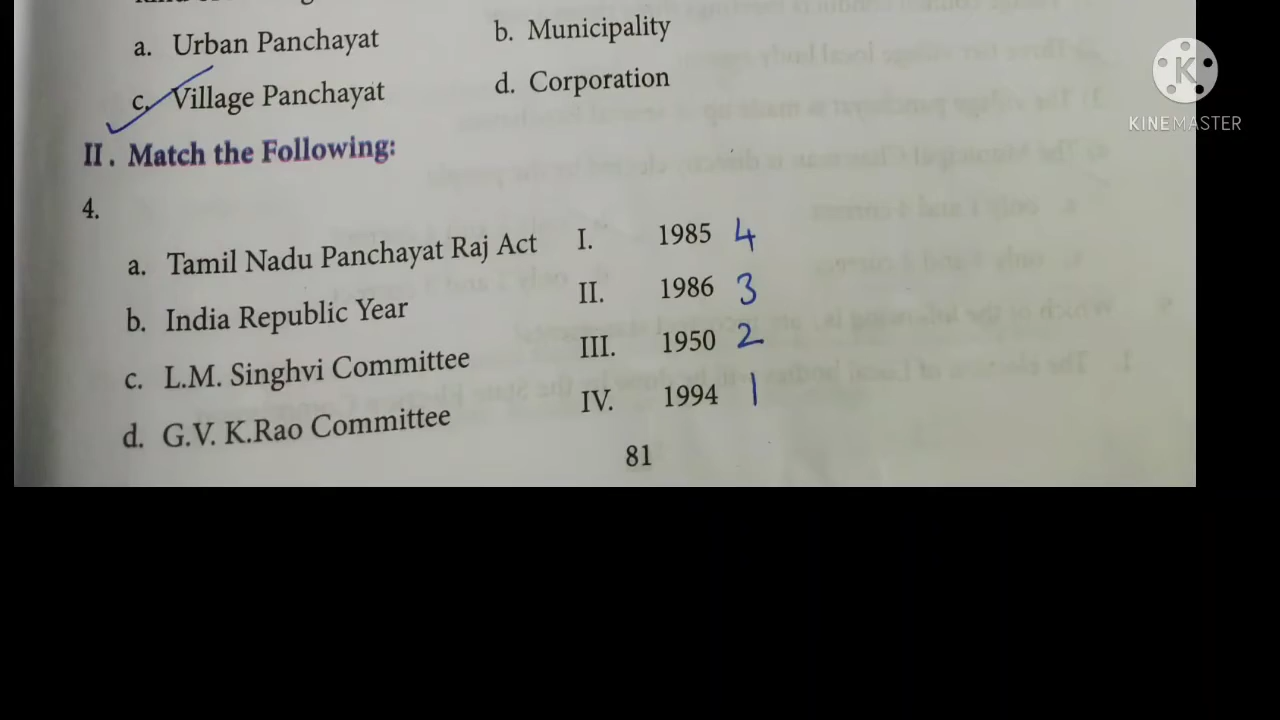 a. Urban Panchayat b. Municipality
c. Village Panchayat d. Corporation
KINEMASTER
II. Match the Following:
4.
a. Tamil Nadu Panchayat Raj Act I. 1985 4
b. India Republic Year II. 1986 3
c. L.M. Singhvi Committee III. 1950 2
d. G.V. K.Rao Committee IV. 1994 1
81